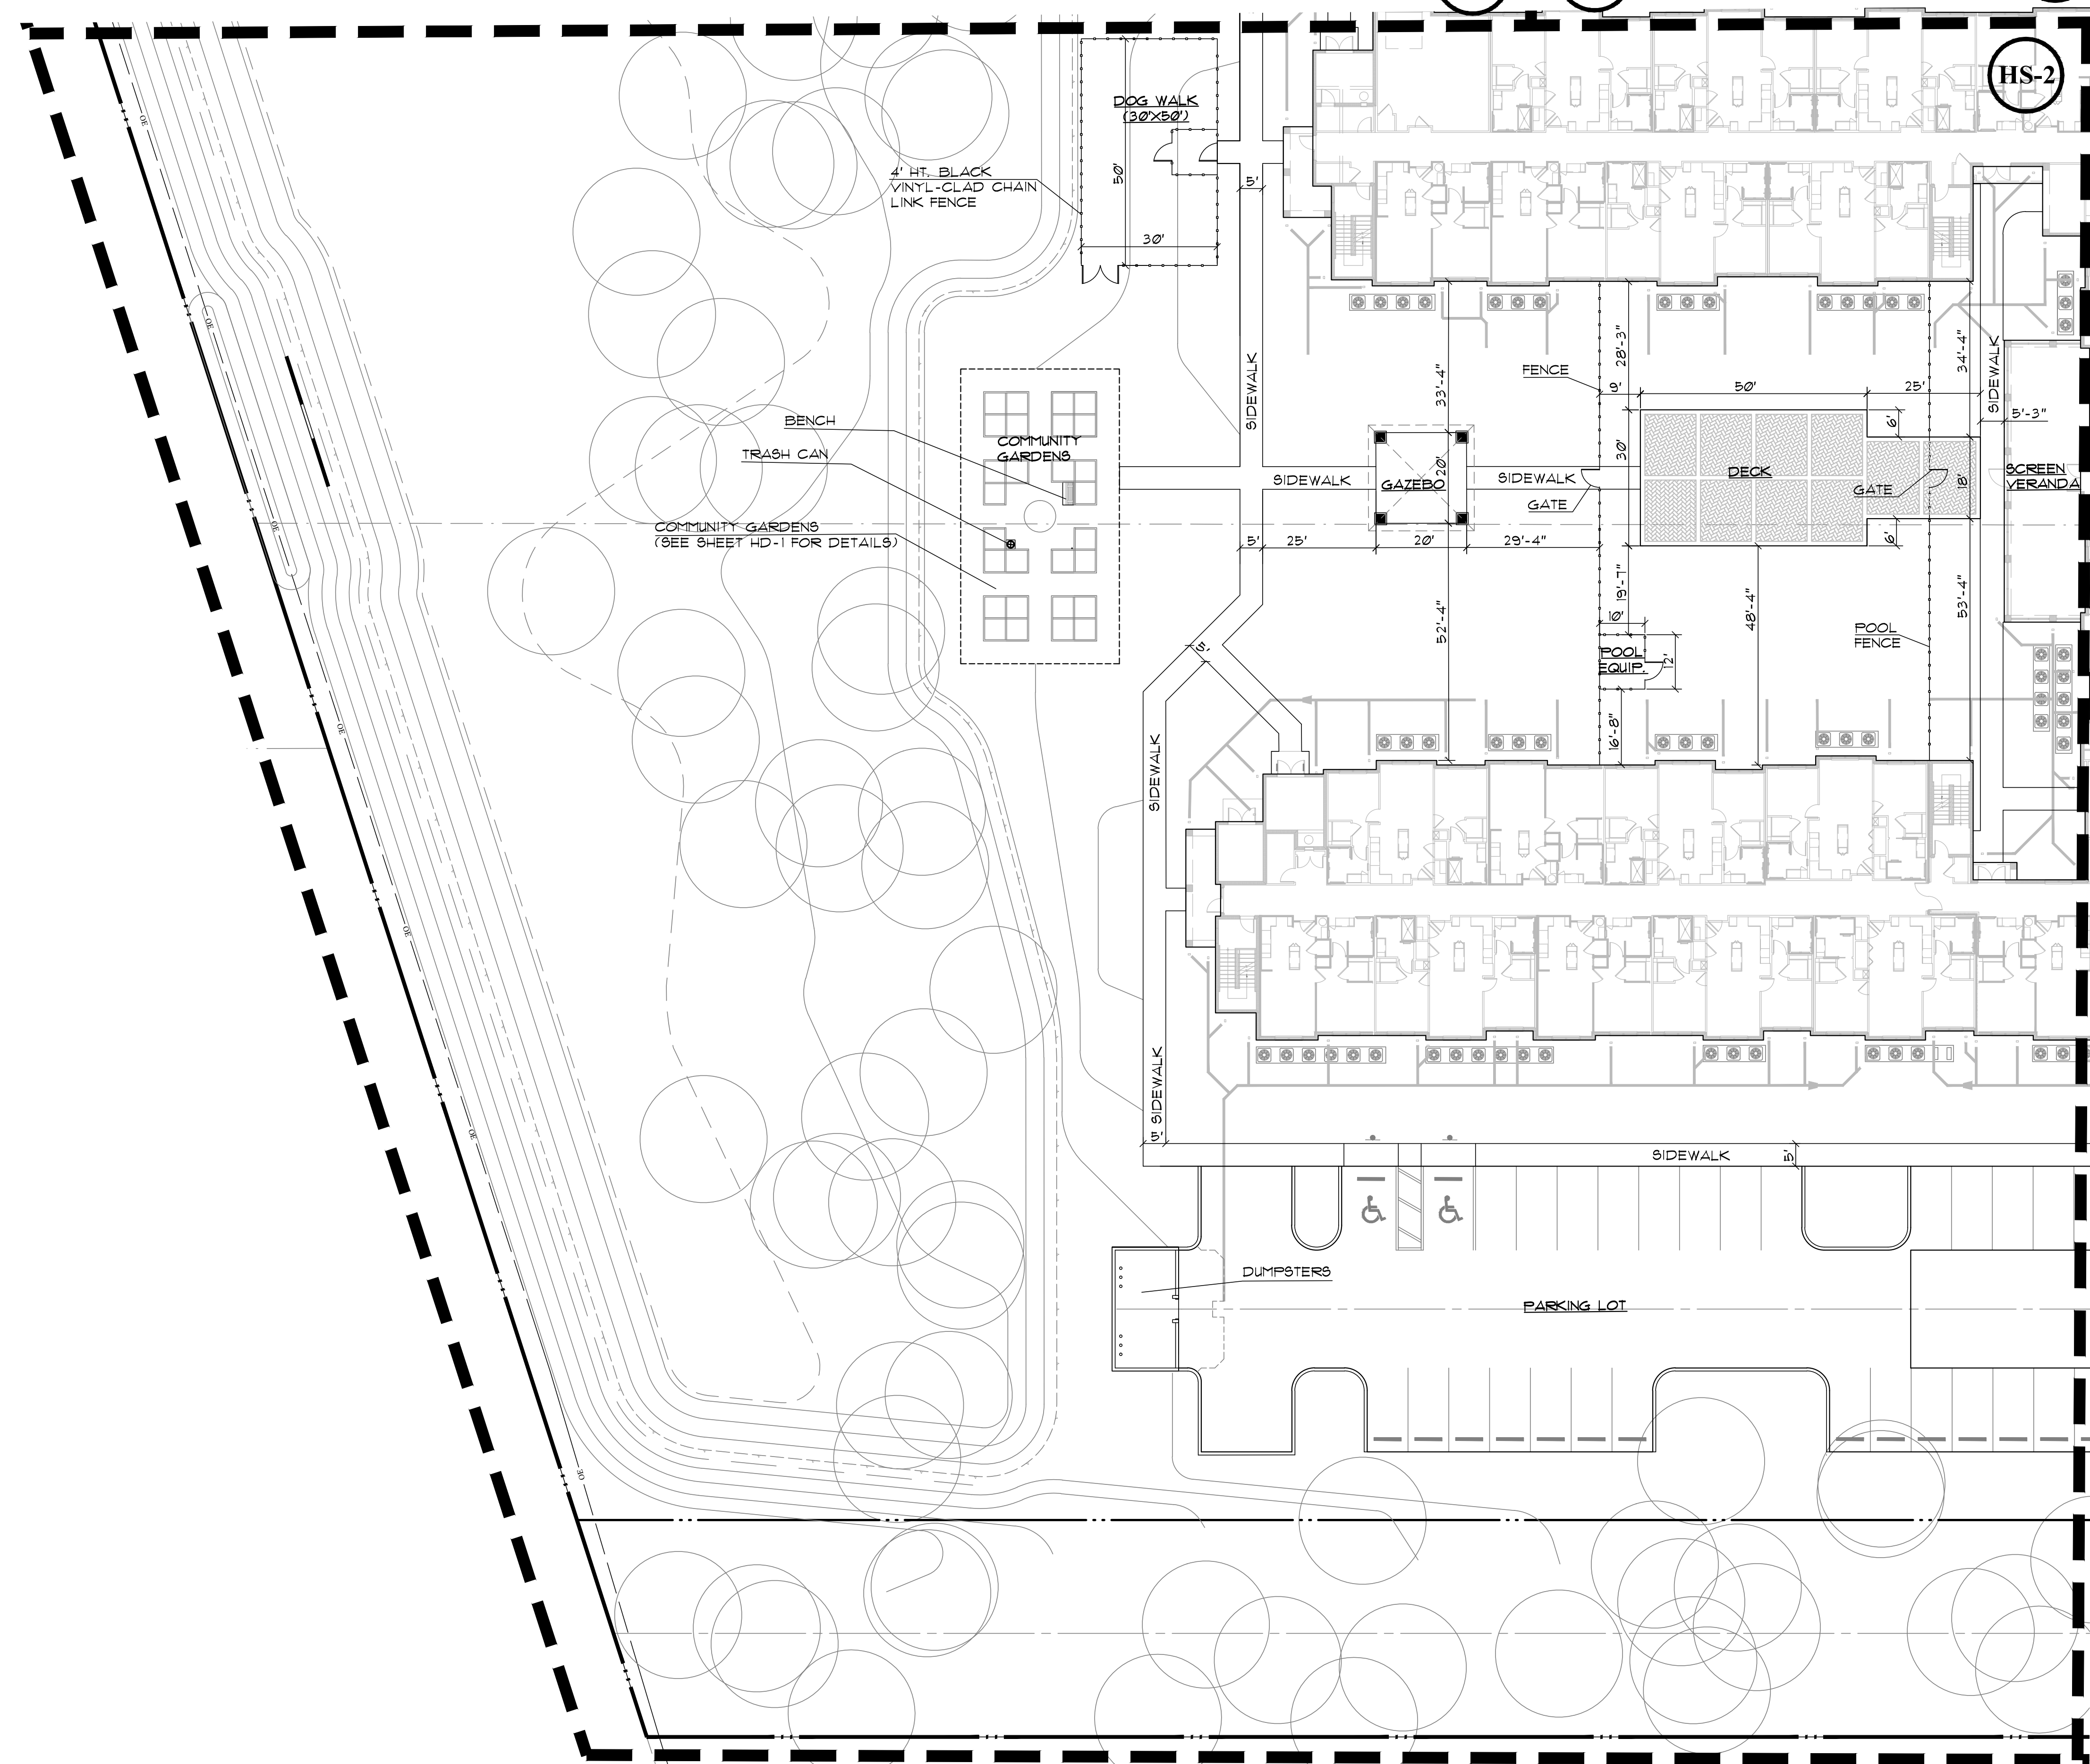 HS-2
DOG WALK
(30'X50')
4' HT. BLACK
VINYL-CLAD CHAIN
LINK FENCE
50'
30'
5'
OE
OE
OE
OE
OE
OE
OE
SIDEWALK
33'-4"
FENCE
28'-3"
9'
50'
25'
34'-4"
SIDEWALK
5'-3"
6'
BENCH
TRASH CAN
COMMUNITY
GARDENS
COMMUNITY GARDENS
(SEE SHEET HD-1 FOR DETAILS)
SIDEWALK
GAZEBO
20'
SIDEWALK
GATE
30'
DECK
GATE
18'
SCREEN
VERANDA
6'
5'
25'
20'
29'-4"
19'-7"
10'
52'-4"
48'-4"
53'-4"
POOL
EQUIP.
12'
POOL
FENCE
5'
16'-8"
SIDEWALK
SIDEWALK
5'
SIDEWALK
5'
DUMPSTERS
PARKING LOT